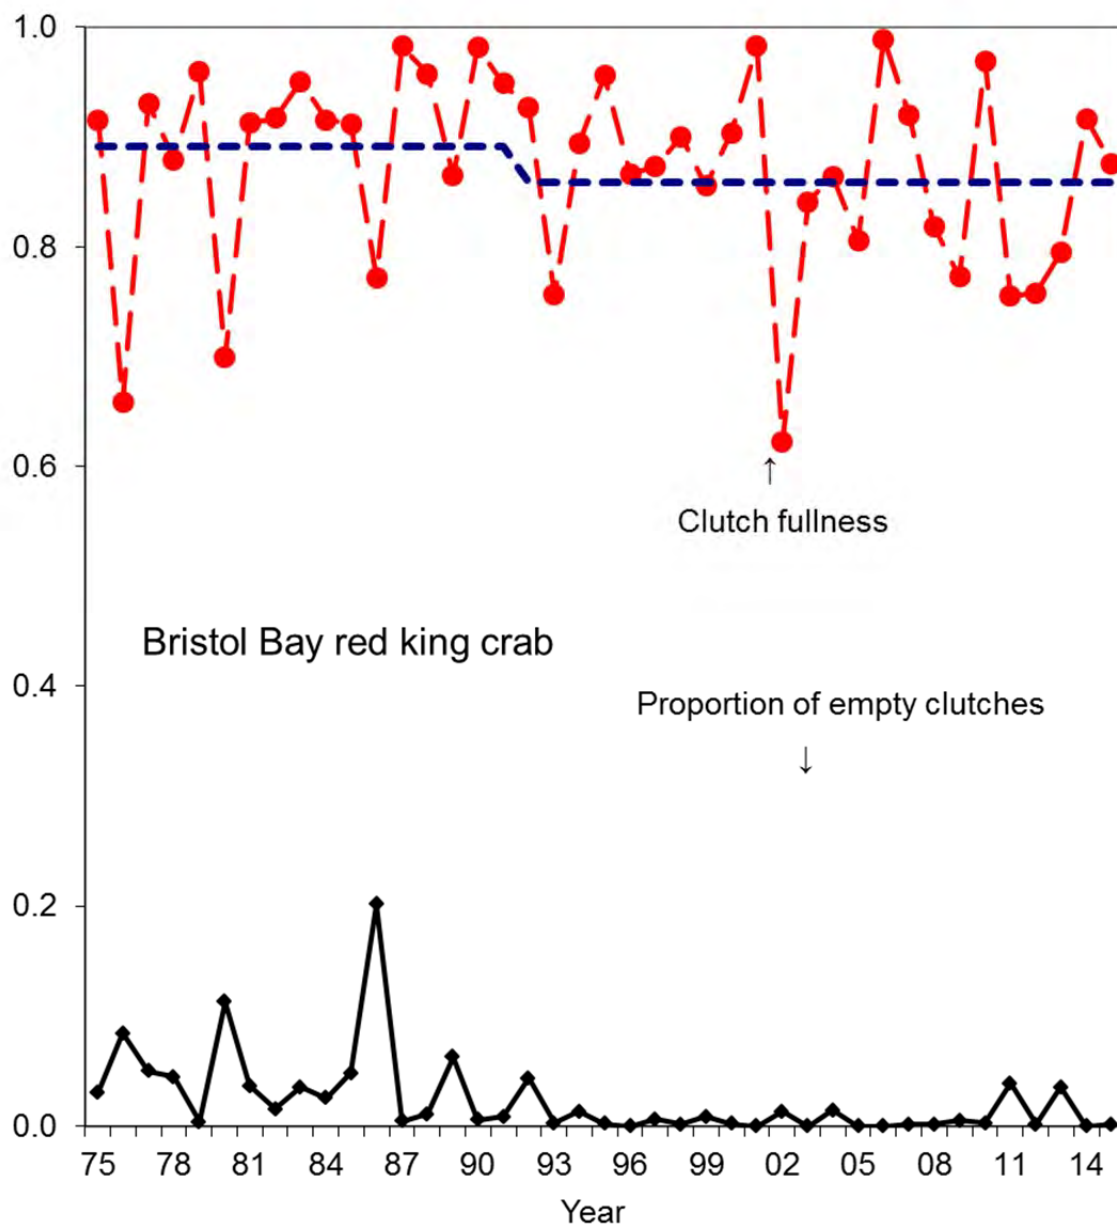 1.0
0.8
↑
0.6
Clutch fullness
Bristol Bay red king crab
0.4
Proportion of empty clutches
↓
0.2
0.0
75 78 81 84 87 90 93 96 99 02 05 08 11 14
Year